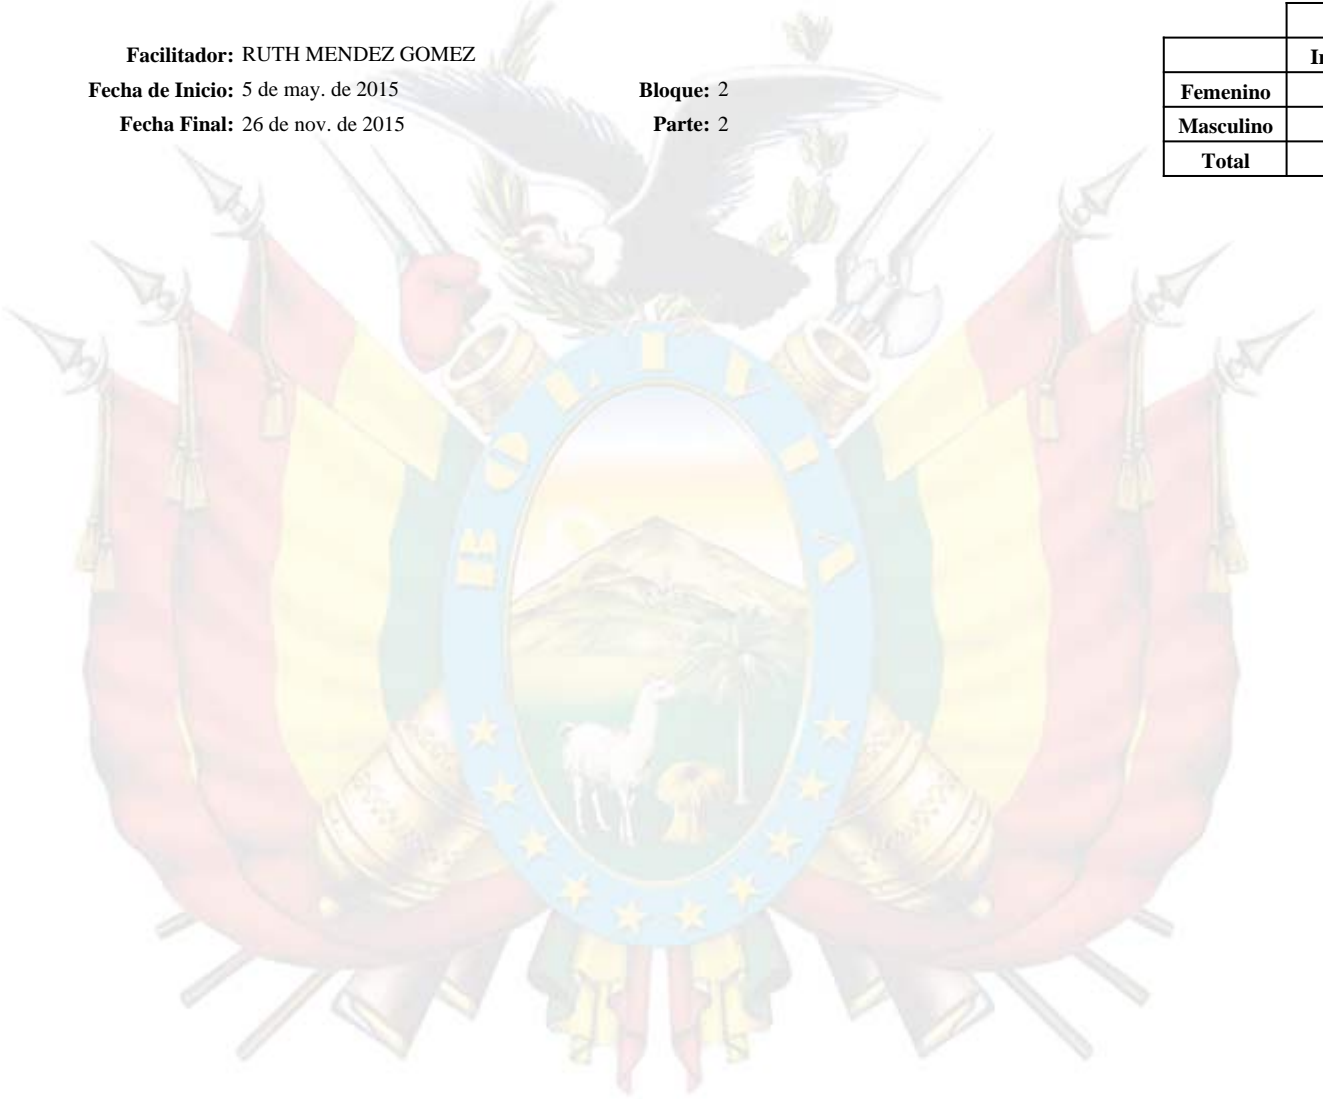 Facilitador: RUTH MENDEZ GOMEZ
Fecha de Inicio: 5 de may. de 2015 Bloque: 2
Fecha Final: 26 de nov. de 2015 Parte: 2
Femenino
Masculino
Total
BOLIVIA